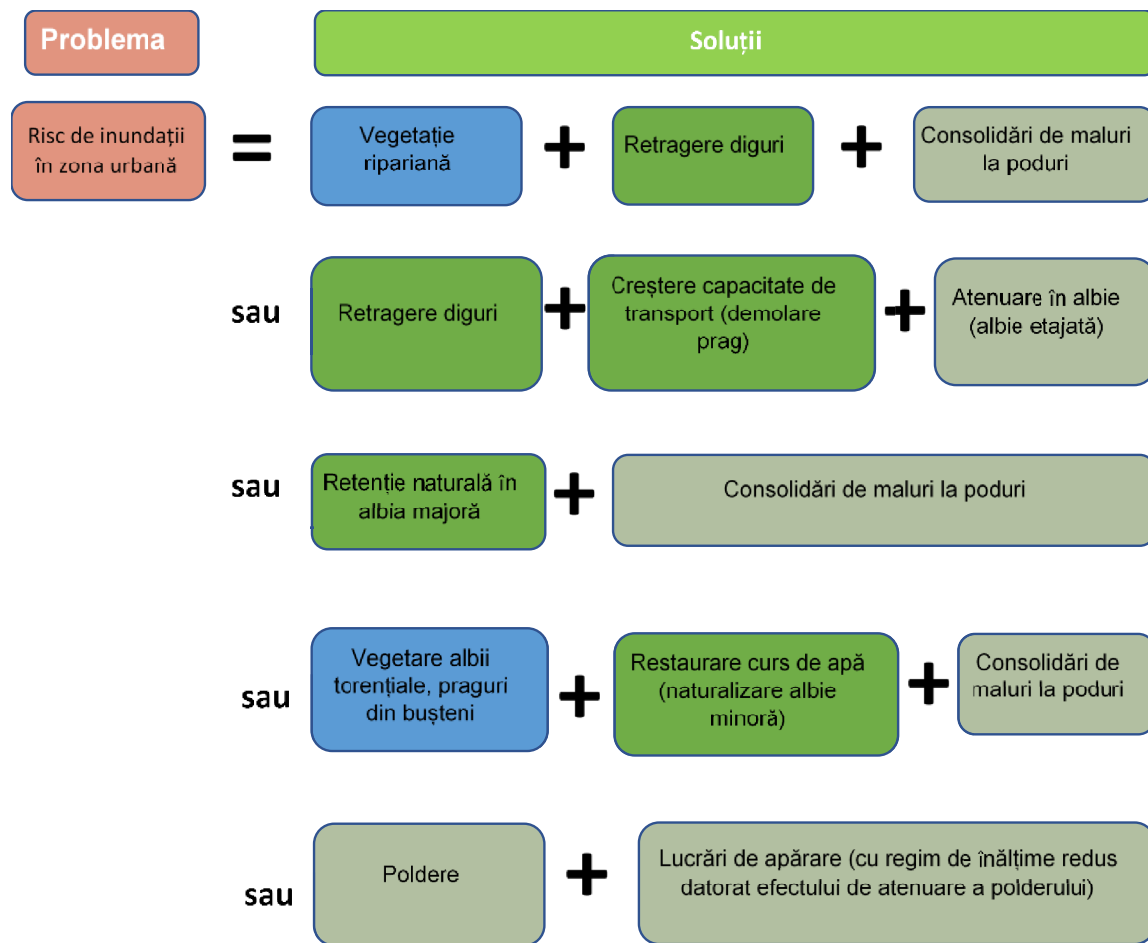 Problema
Soluții
Risc de inundații
în zona urbană
=
Vegetație
ripariană
+
Retragere diguri
+
Consolidări de maluri
la poduri
sau
Retragere diguri
+
Creștere capacitate de
transport (demolare
prag)
+
Atenuare în albie
(albie etajată)
sau
Retenție naturală în
albia majoră
+
Consolidări de maluri la poduri
sau
Vegetare albii
torențiale, praguri
din bușteni
+
Restaurare curs de apă
(naturalizare albie
minoră)
+
Consolidări de
maluri la poduri
sau
Poldere
+
Lucrări de apărare (cu regim de înălțime redus
datorat efectului de atenuare a polderului)